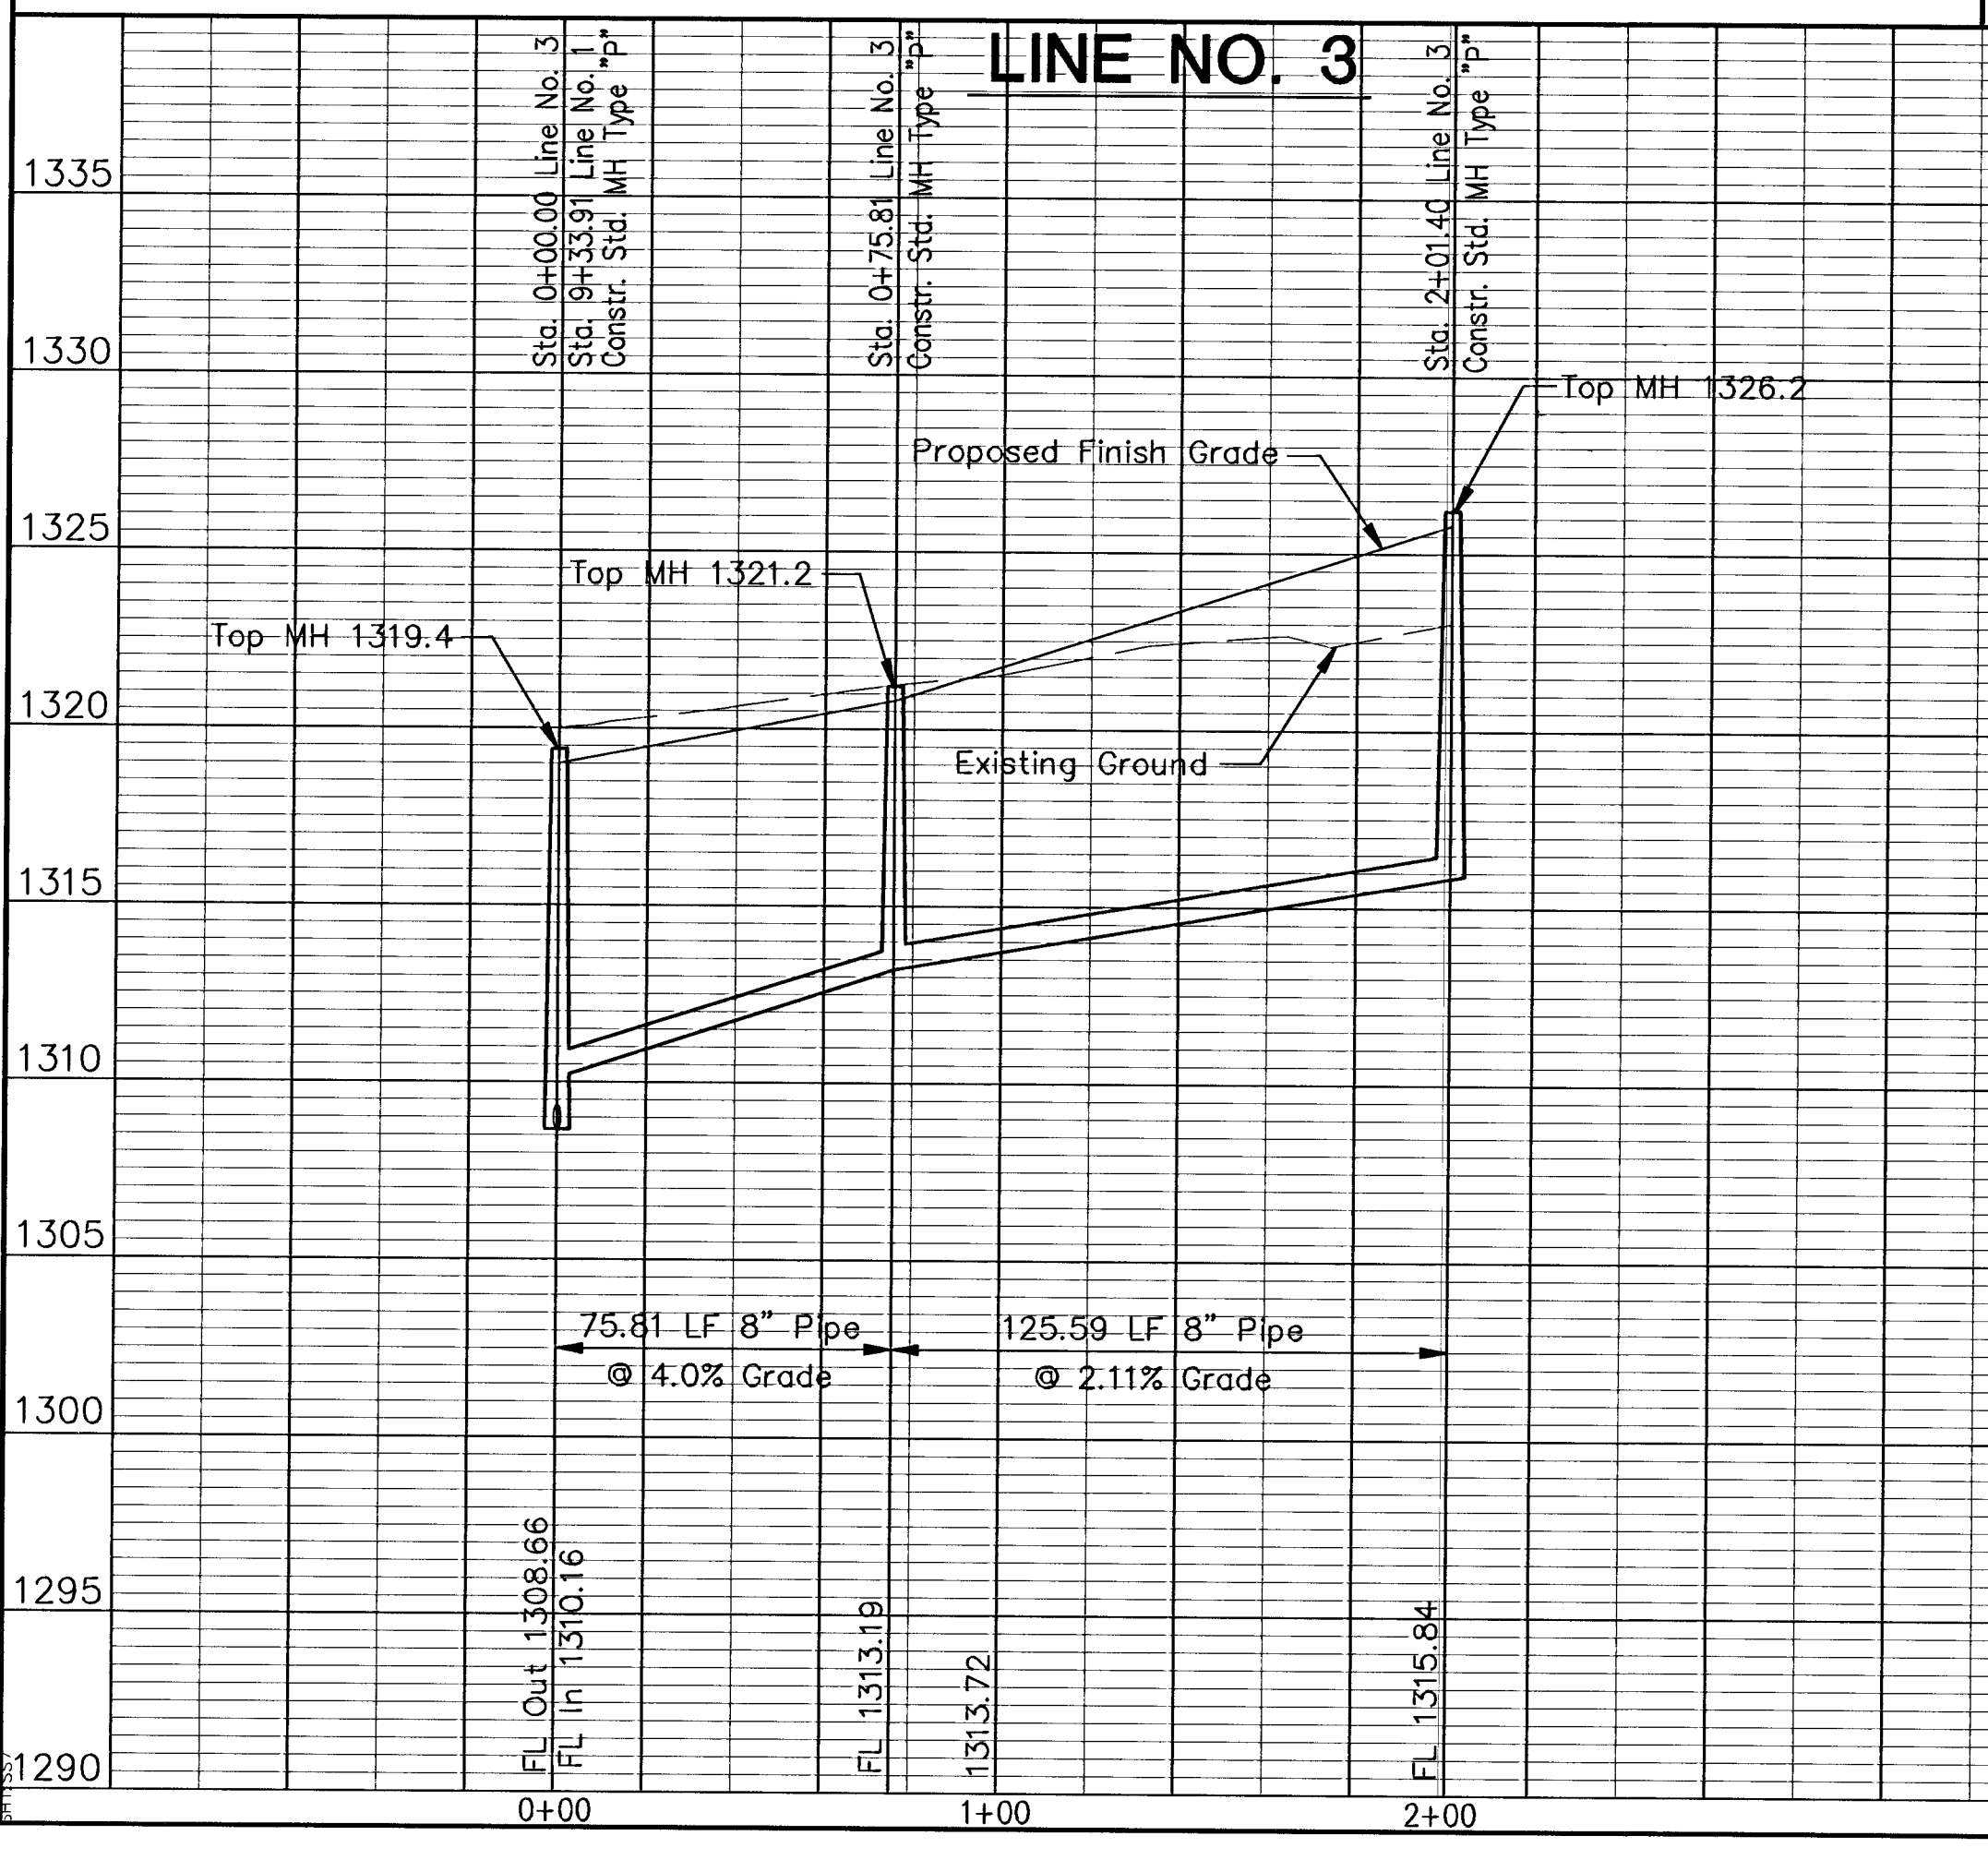 LINE NO. 3
Sta. 0+00.00 Line No. 3
Sta. 9+33.91 Line No. 1
Constr. Std. MH Type "P"
Sta. 0+75.81 Line No. 3
Constr. Std. MH Type "P"
Sta. 2+01.40 Line No. 3
Constr. Std. MH Type "P"
1335
1330
Top MH 1326.2
Proposed Finish Grade
1325
Top MH 1321.2
Top MH 1319.4
1320
Existing Ground
1315
1310
1305
75.81 LF 8" Pipe
@ 4.0% Grade
125.59 LF 8" Pipe
@ 2.11% Grade
1300
1295
FL Out 1308.66
FL In 1310.16
FL 1313.19
1313.72
FL 1315.84
1290
0+00
1+00
2+00